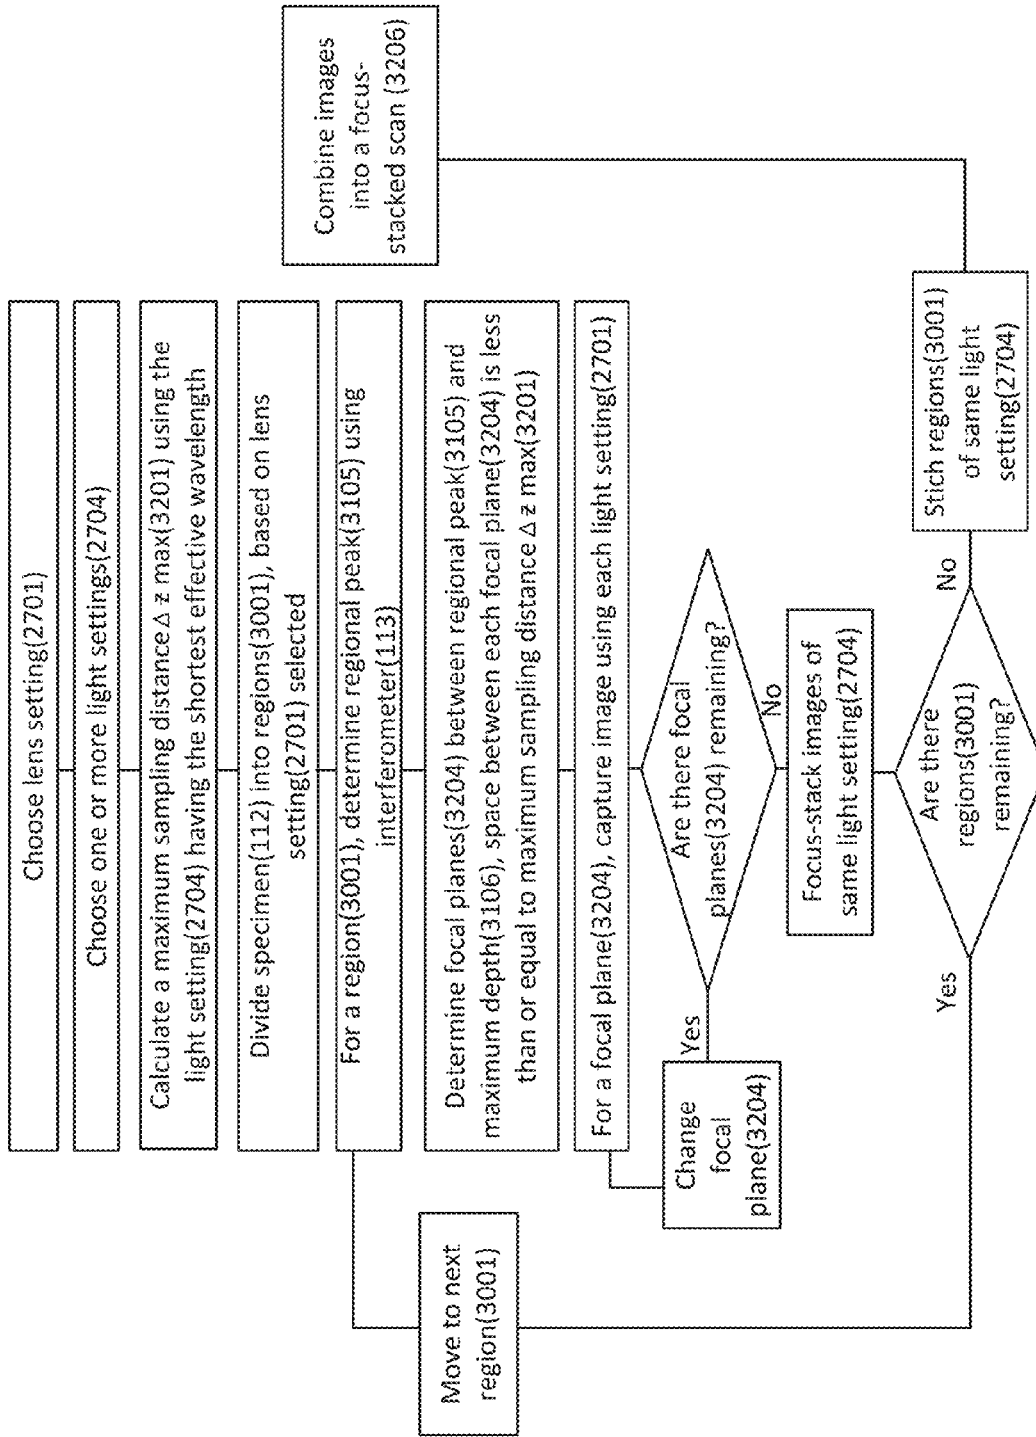 Choose lens setting(2701)
Choose one or more light settings(2704)
Calculate a maximum sampling distance Δ z max(3201) using the
light setting(2704) having the shortest effective wavelength
Divide specimen(112) into regions(3001), based on lens
setting(2701) selected
For a region(3001), determine regional peak(3105) using
interferometer(113)
Determine focal planes(3204) between regional peak(3105) and
maximum depth(3106), space between each focal plane(3204) is less
than or equal to maximum sampling distance Δ z max(3201)
For a focal plane(3204), capture image using each light setting(2701)
Are there focal
planes(3204) remaining?
Yes
Change
focal
plane(3204)
No
Focus-stack images of
same light setting(2704)
Are there
regions(3001)
remaining?
Yes
Move to next
region(3001)
No
Stich regions(3001)
of same light
setting(2704)
Combine images
into a focus-
stacked scan (3206)